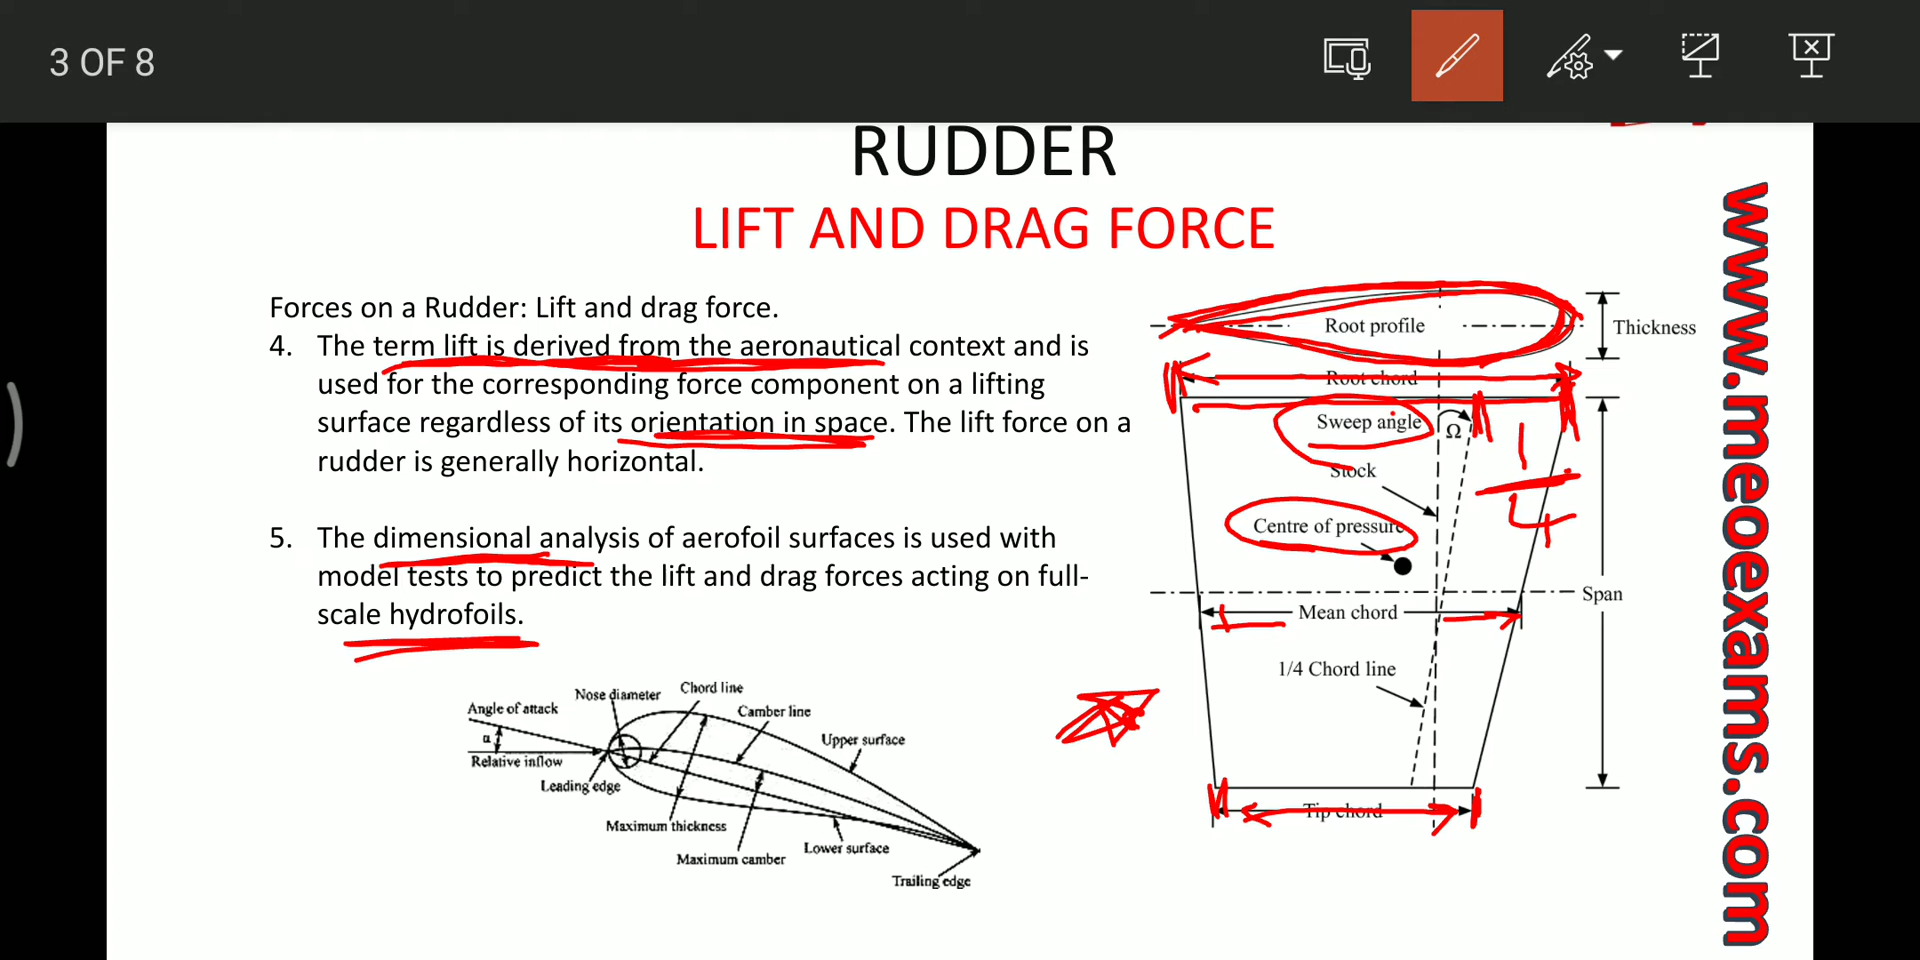 3 OF 8
RUDDER
LIFT AND DRAG FORCE
Forces on a Rudder: Lift and drag force.
4. The term lift is derived from the aeronautical context and is
used for the corresponding force component on a lifting
surface regardless of its orientation in space. The lift force on a
rudder is generally horizontal.
5. The dimensional analysis of aerofoil surfaces is used with
model tests to predict the lift and drag forces acting on full-
scale hydrofoils.
Nose diameter
Chord line
Angle of attack
Camber line
α
Upper surface
Relative inflow
Leading edge
Maximum thickness
Lower surface
Maximum camber
Trailing edge
Root profile
Thickness
Root chord
Sweep angle
Ω
1
4
Stock
Centre of pressure
Span
Mean chord
1/4 Chord line
Tip chord
www.meoexams.com